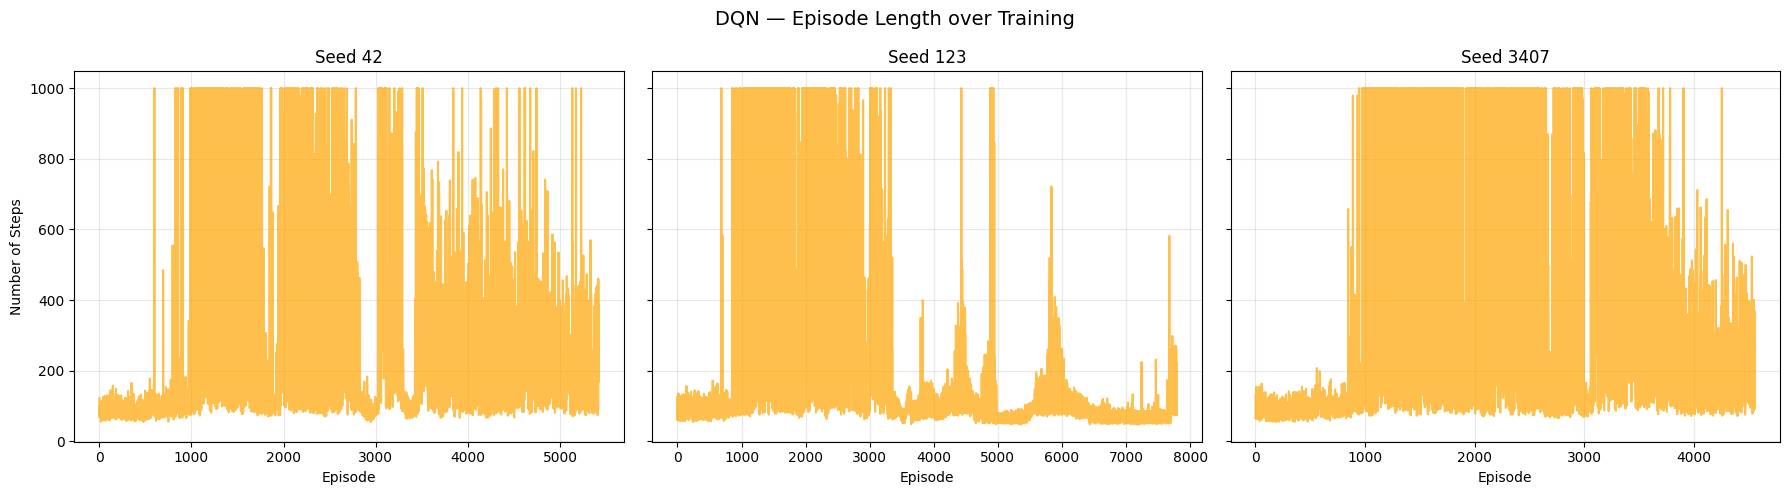 DQN — Episode Length over Training
Seed 42
Seed 123
Seed 3407
Number of Steps
1000
800
600
400
200
0
0 1000 2000 3000 4000 5000
0 1000 2000 3000 4000 5000 6000 7000 8000
0 1000 2000 3000 4000
Episode
Episode
Episode